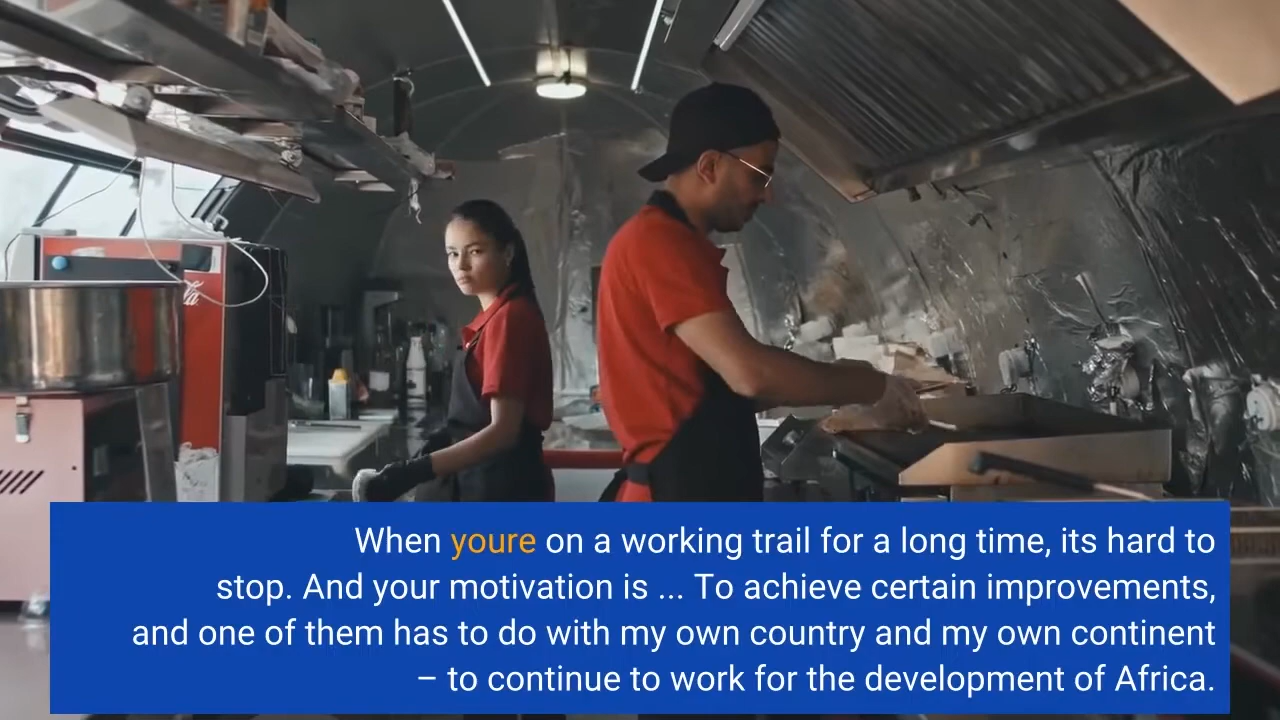 When youre on a working trail for a long time, its hard to
stop. And your motivation is ... To achieve certain improvements,
and one of them has to do with my own country and my own continent
– to continue to work for the development of Africa.